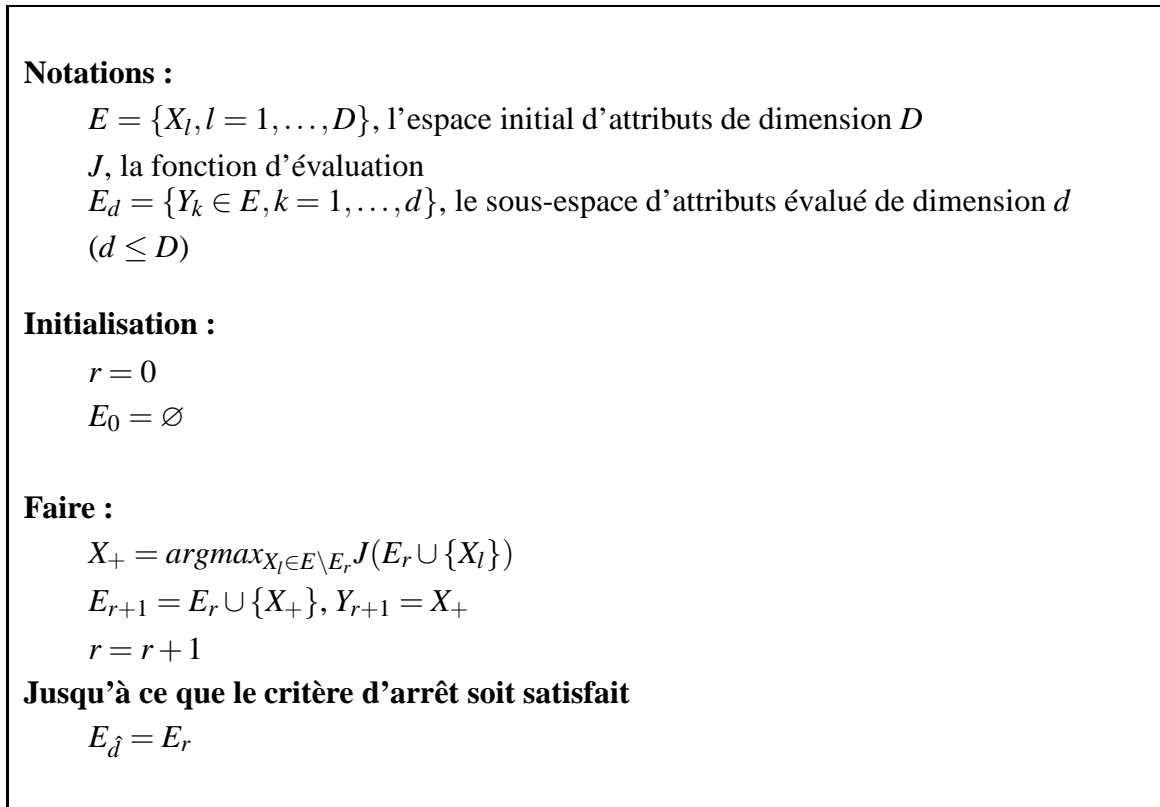 Notations :
E = {X_l, l = 1,...,D}, l'espace initial d'attributs de dimension D
J, la fonction d'évaluation
E_d = {Y_k ∈ E, k = 1,...,d}, le sous-espace d'attributs évalué de dimension d
(d ≤ D)
Initialisation :
r = 0
E_0 = ∅
Faire :
X_+ = argmax_{X_l∈E\E_r} J(E_r ∪ {X_l})
E_{r+1} = E_r ∪ {X_+}, Y_{r+1} = X_+
r = r + 1
Jusqu'à ce que le critère d'arrêt soit satisfait
E_{d̂} = E_r